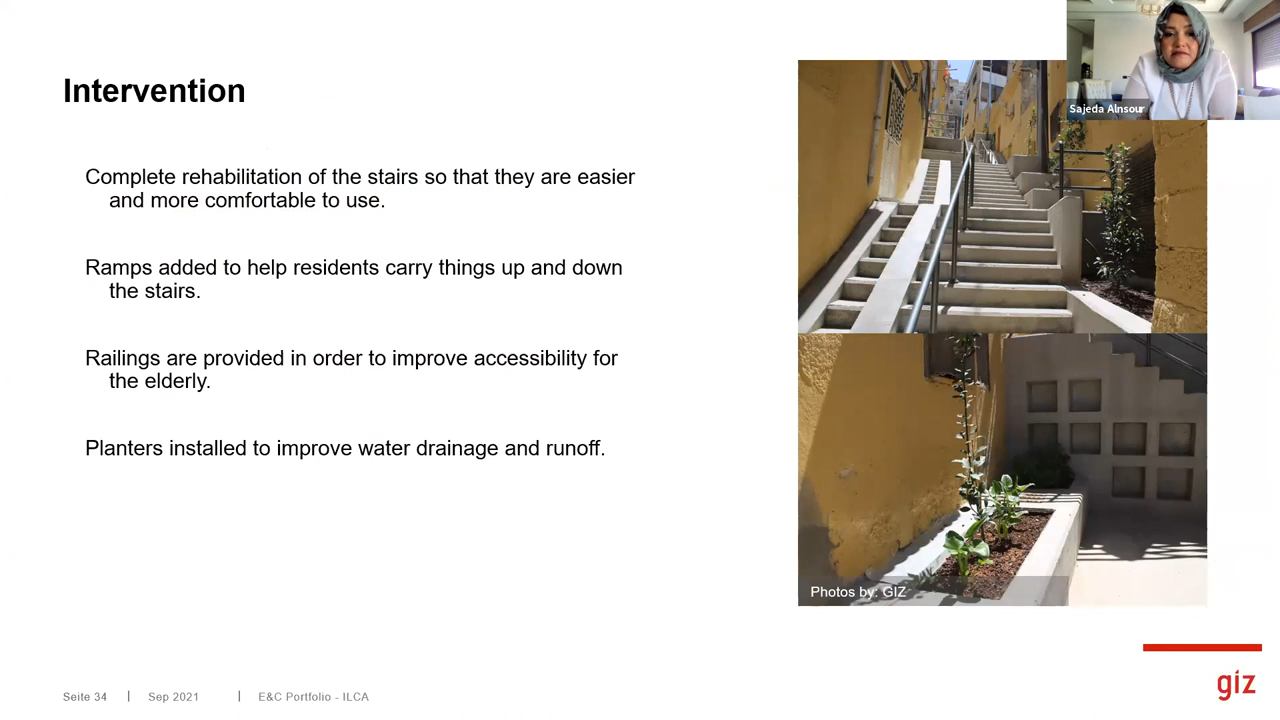 Sajeda Alnsour
Intervention
Complete rehabilitation of the stairs so that they are easier
and more comfortable to use.
Ramps added to help residents carry things up and down
the stairs.
Railings are provided in order to improve accessibility for
the elderly.
Planters installed to improve water drainage and runoff.
Photos by: GIZ
Seite 34 | Sep 2021 | E&C Portfolio - ILCA
giz